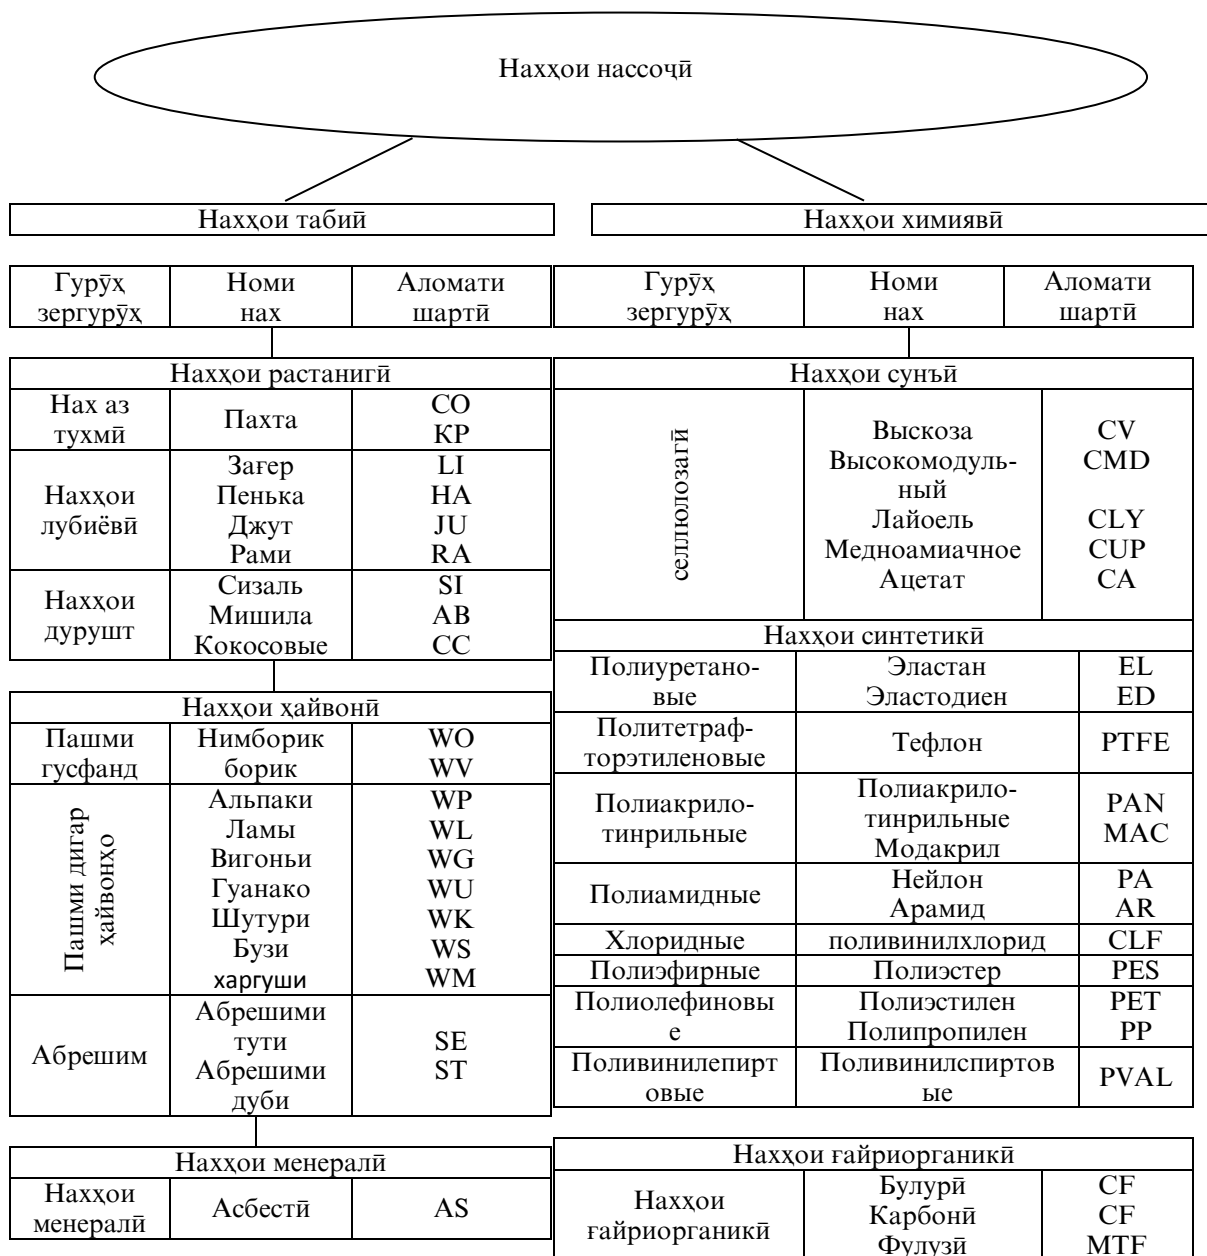 Нахҳои нассоҷӣ
Нахҳои табиӣ
Нахҳои химиявӣ
Гурӯҳ
зергурӯҳ
Номи
нах
Аломати
шартӣ
Нахҳои растанигӣ
Нах аз
тухмӣ
Пахта
CO
КР
Нахҳои
лубиёвӣ
Зағер
Пенька
Джут
Рами
LI
HA
JU
RA
Нахҳои
дурушт
Сизаль
Мишила
Кокосовые
SI
AB
CC
Нахҳои ҳайвонӣ
Пашми
гусфанд
Нимборик
борик
WO
WV
Пашми дигар
ҳайвонҳо
Альпаки
Ламы
Вигоньи
Гуанако
Шутури
Бузи
харгуши
WP
WL
WG
WU
WK
WS
WM
Абрешим
Абрешими
тути
Абрешими
дуби
SE
ST
Нахҳои менералӣ
Нахҳои
менералӣ
Асбестӣ
AS
Гурӯҳ
зергурӯҳ
Номи
нах
Аломати
шартӣ
Нахҳои сунъӣ
селлюлозагӣ
Выскоза
Высокомодуль-
ный
Лайоель
Медноамиачное
Ацетат
CV
CMD
CLY
CUP
CA
Нахҳои синтетикӣ
Полиуретано-
вые
Эластан
Эластодиен
EL
ED
Политетраф-
торэтиленовые
Тефлон
PTFE
Полиакрило-
тинрильные
Полиакрило-
тинрильные
Модакрил
PAN
MAC
Полиамидные
Нейлон
Арамид
PA
AR
Хлоридные
поливинилхлорид
CLF
Полиэфирные
Полиэстер
PES
Полиолефиновы
е
Полиэстилен
Полипропилен
PET
PP
Поливинилепирт
овые
Поливинилспиртов
ые
PVAL
Нахҳои ғайриорганикӣ
Нахҳои
ғайриорганикӣ
Булурӣ
Карбонӣ
Фулузӣ
CF
CF
MTF